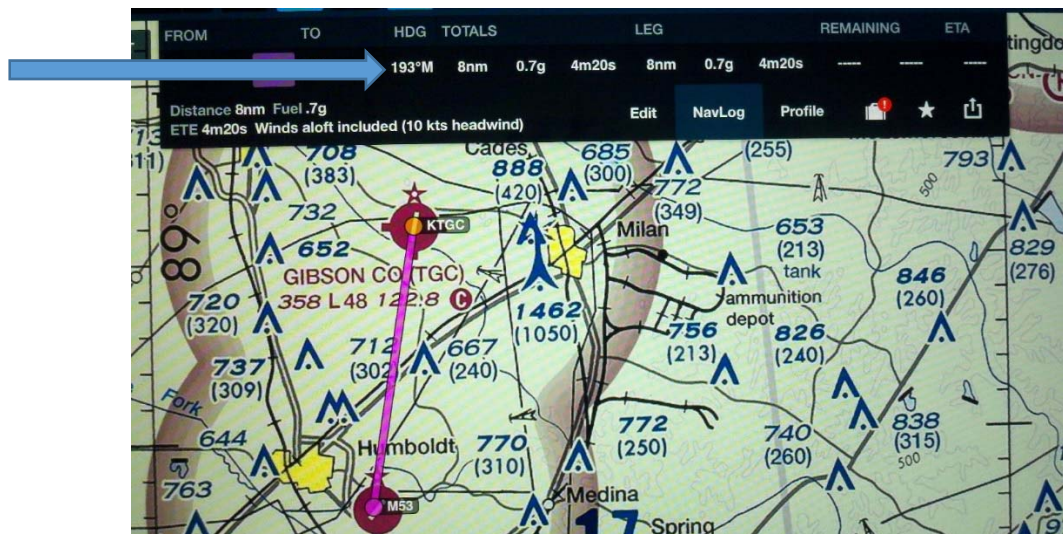 FROM TO HDG TOTALS LEG REMAINING ETA
193°M 8nm 0.7g 4m20s 8nm 0.7g 4m20s ----- ----- -----
Distance 8nm Fuel .7g
ETE 4m20s Winds aloft included (10 kts headwind)
Edit NavLog Profile
!
tingdo
708
(383)
Cades
888
(420)
685
(300)
772
(349)
(255)
793
500
89°
732
652
KTGC
Milan
653
(213)
tank
829
(276)
GIBSON CO (TGC)
358 L 48 122.8 C
720
(320)
1462
(1050)
ammunition
depot
846
(260)
712
(302)
667
(240)
756
(213)
826
(240)
737
(309)
Fork
644
Humboldt
770
(310)
772
(250)
740
(260)
838
(315)
500
763
M53
Medina
17
Spring